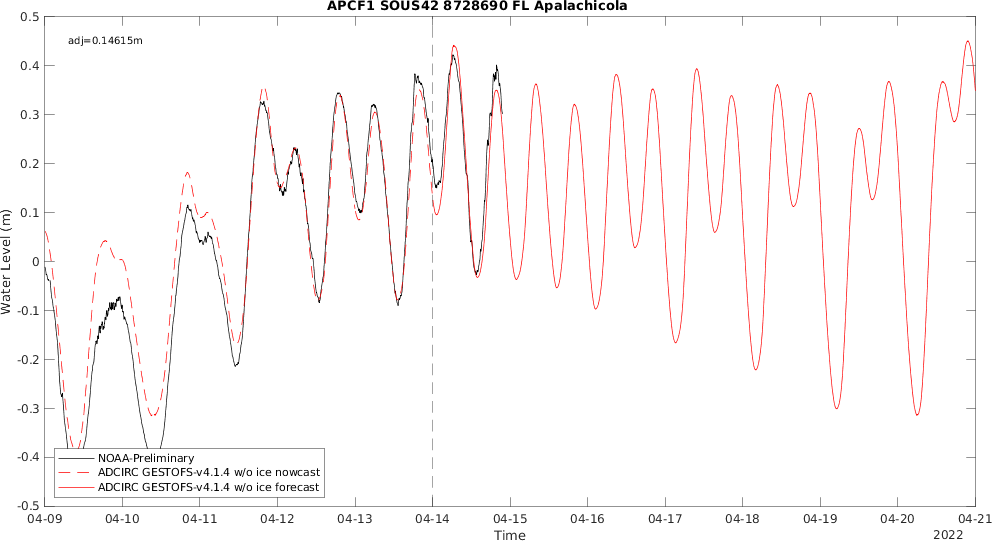 APCF1 SOUS42 8728690 FL Apalachicola
adj=0.14615m
0.5
0.4
0.3
0.2
0.1
0
-0.1
-0.2
-0.3
-0.4
-0.5
Water Level (m)
NOAA-Preliminary
ADCIRC GESTOFS-v4.1.4 w/o ice nowcast
ADCIRC GESTOFS-v4.1.4 w/o ice forecast
04-09 04-10 04-11 04-12 04-13 04-14 04-15 04-16 04-17 04-18 04-19 04-20 04-21
Time
2022